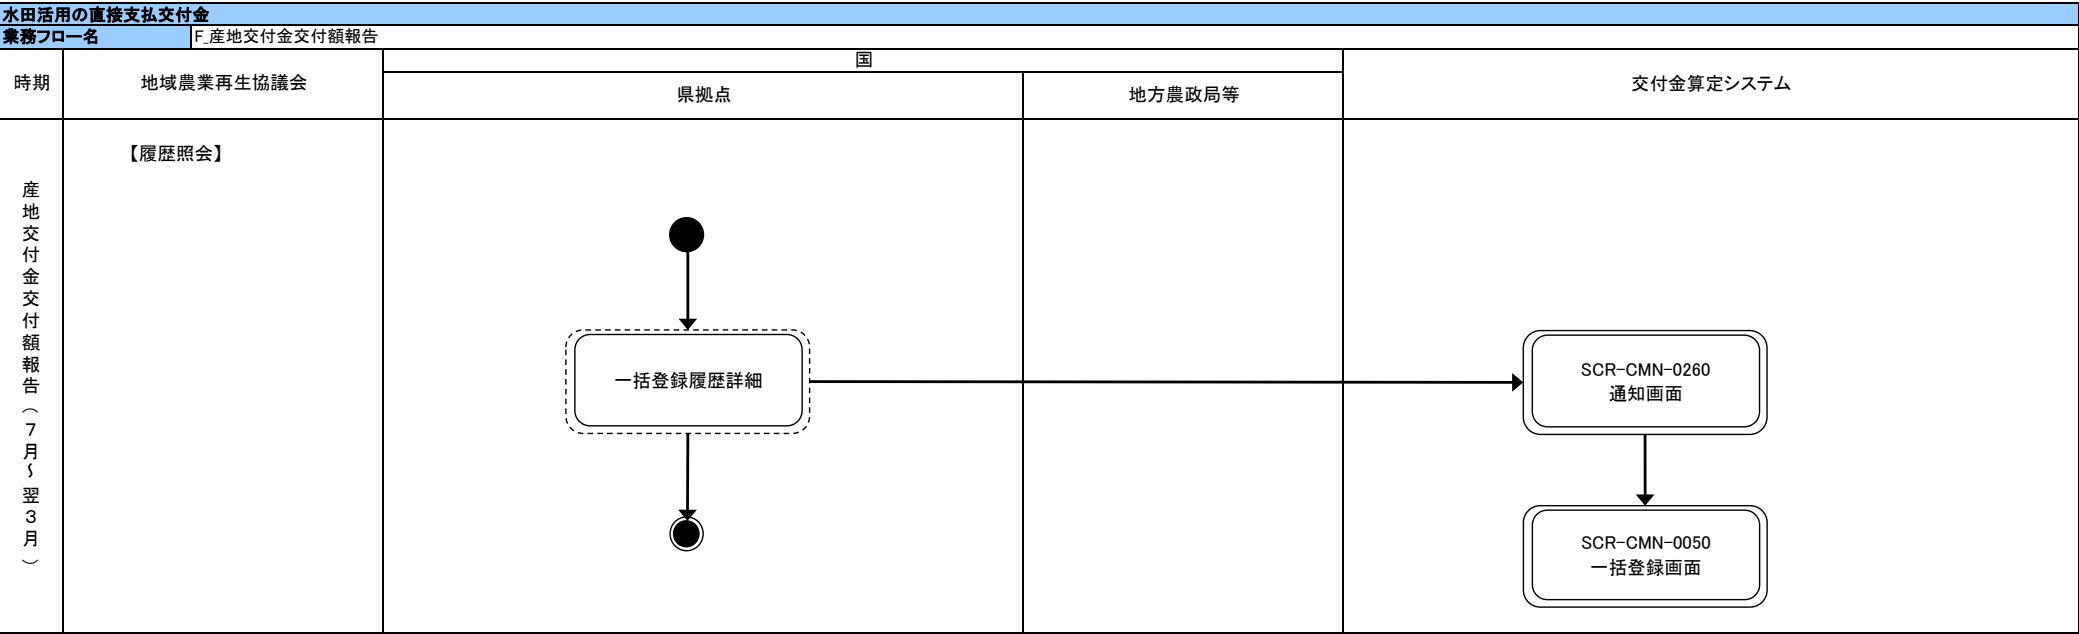 水田活用の直接支払交付金
業務フロー名
F_産地交付金交付額報告
時期
地域農業再生協議会
国
県拠点
地方農政局等
交付金算定システム
産地交付金交付額報告（７月～翌３月）
【履歴照会】
一括登録履歴詳細
SCR-CMN-0260
通知画面
SCR-CMN-0050
一括登録画面